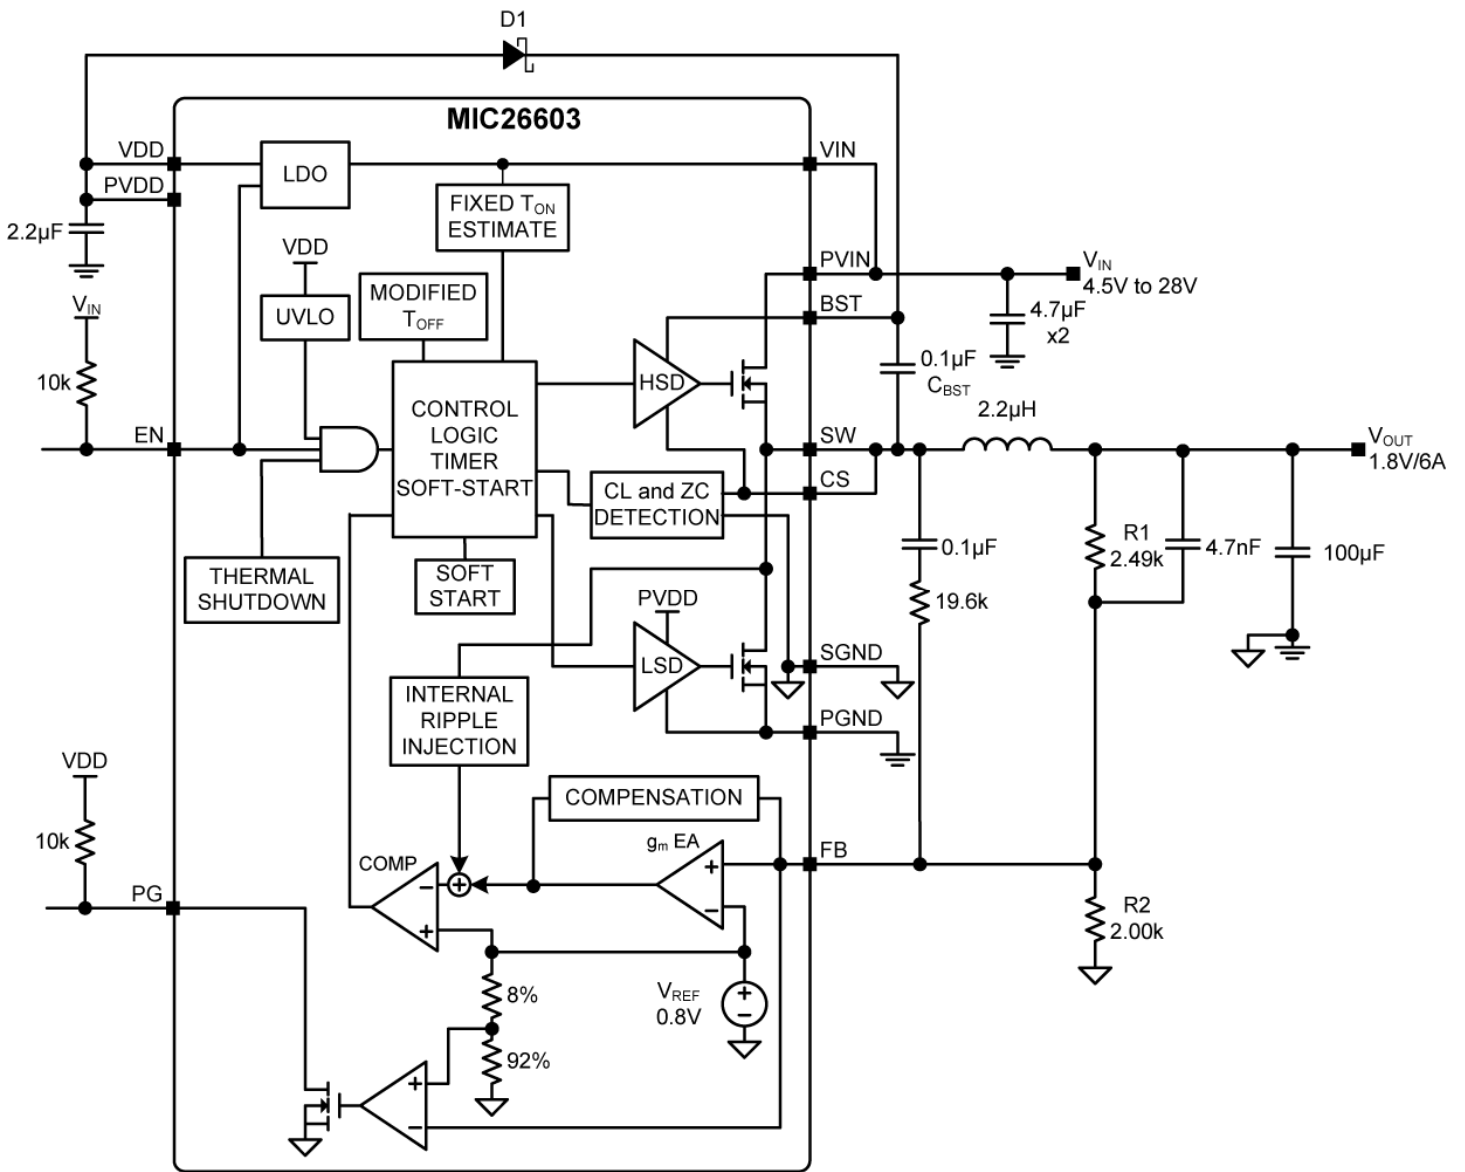 D1
MIC26603
VDD
LDO
VIN
PVDD
FIXED TON
ESTIMATE
2.2µF
VDD
PVIN
VIN
4.5V to 28V
MODIFIED
TOFF
BST
VIN
UVLO
4.7µF
x2
10k
HSD
0.1µF
CBST
CONTROL
LOGIC
TIMER
SOFT-START
2.2µH
EN
SW
VOUT
1.8V/6A
CS
CL and ZC
DETECTION
R1
2.49k
4.7nF
100µF
0.1µF
THERMAL
SHUTDOWN
SOFT
START
PVDD
19.6k
LSD
SGND
INTERNAL
RIPPLE
INJECTION
PGND
VDD
COMPENSATION
10k
gm EA
FB
COMP
+
−
+
−
+
PG
R2
2.00k
8%
VREF
0.8V
+
−
92%
+
−